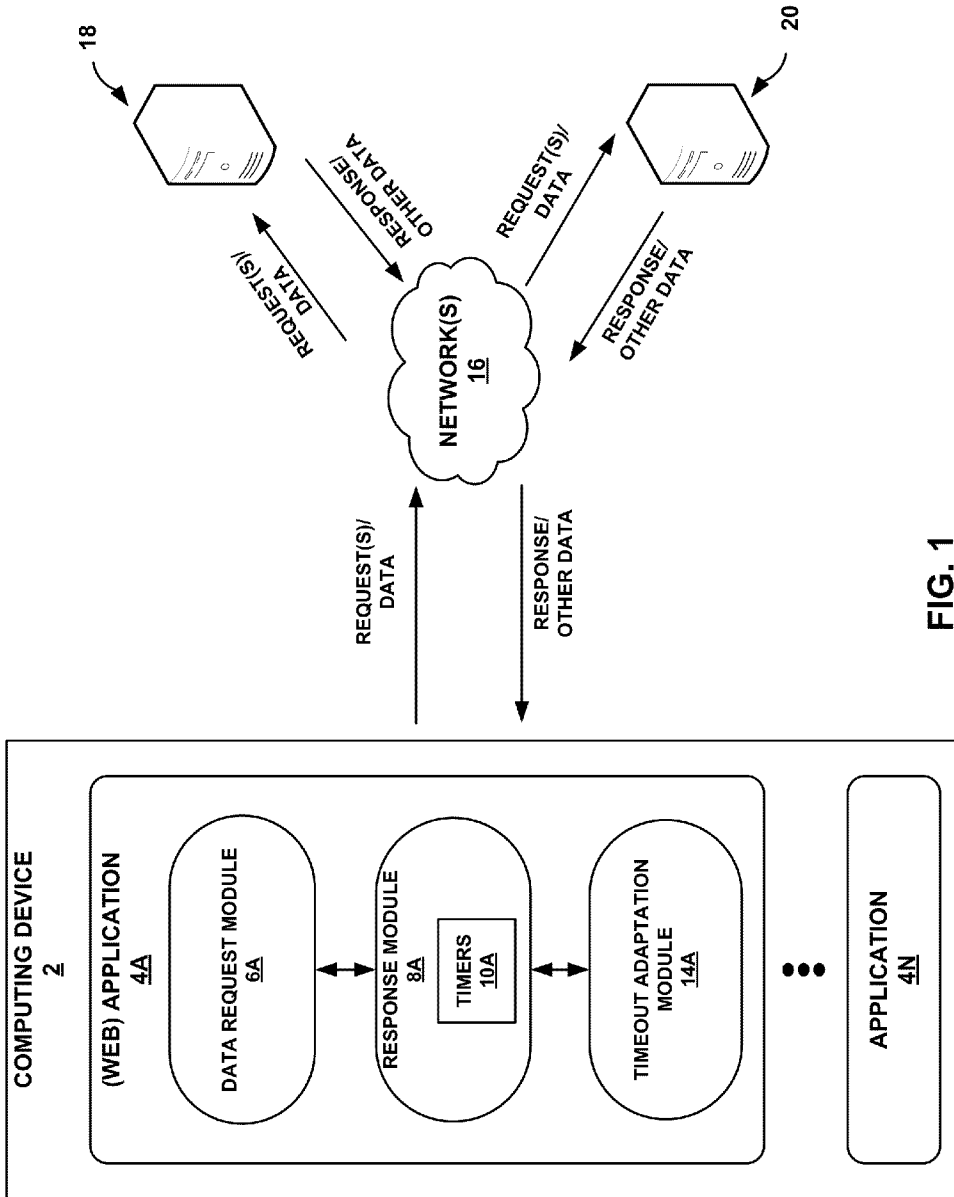 COMPUTING DEVICE
2
(WEB) APPLICATION
4A
DATA REQUEST MODULE
6A
RESPONSE MODULE
8A
TIMERS
10A
TIMEOUT ADAPTATION
MODULE
14A
APPLICATION
4N
REQUEST(S)/
DATA
RESPONSE/
OTHER DATA
NETWORK(S)
16
REQUEST(S)/
DATA
RESPONSE/
OTHER DATA
18
REQUEST(S)/
DATA
RESPONSE/
OTHER DATA
20
FIG. 1